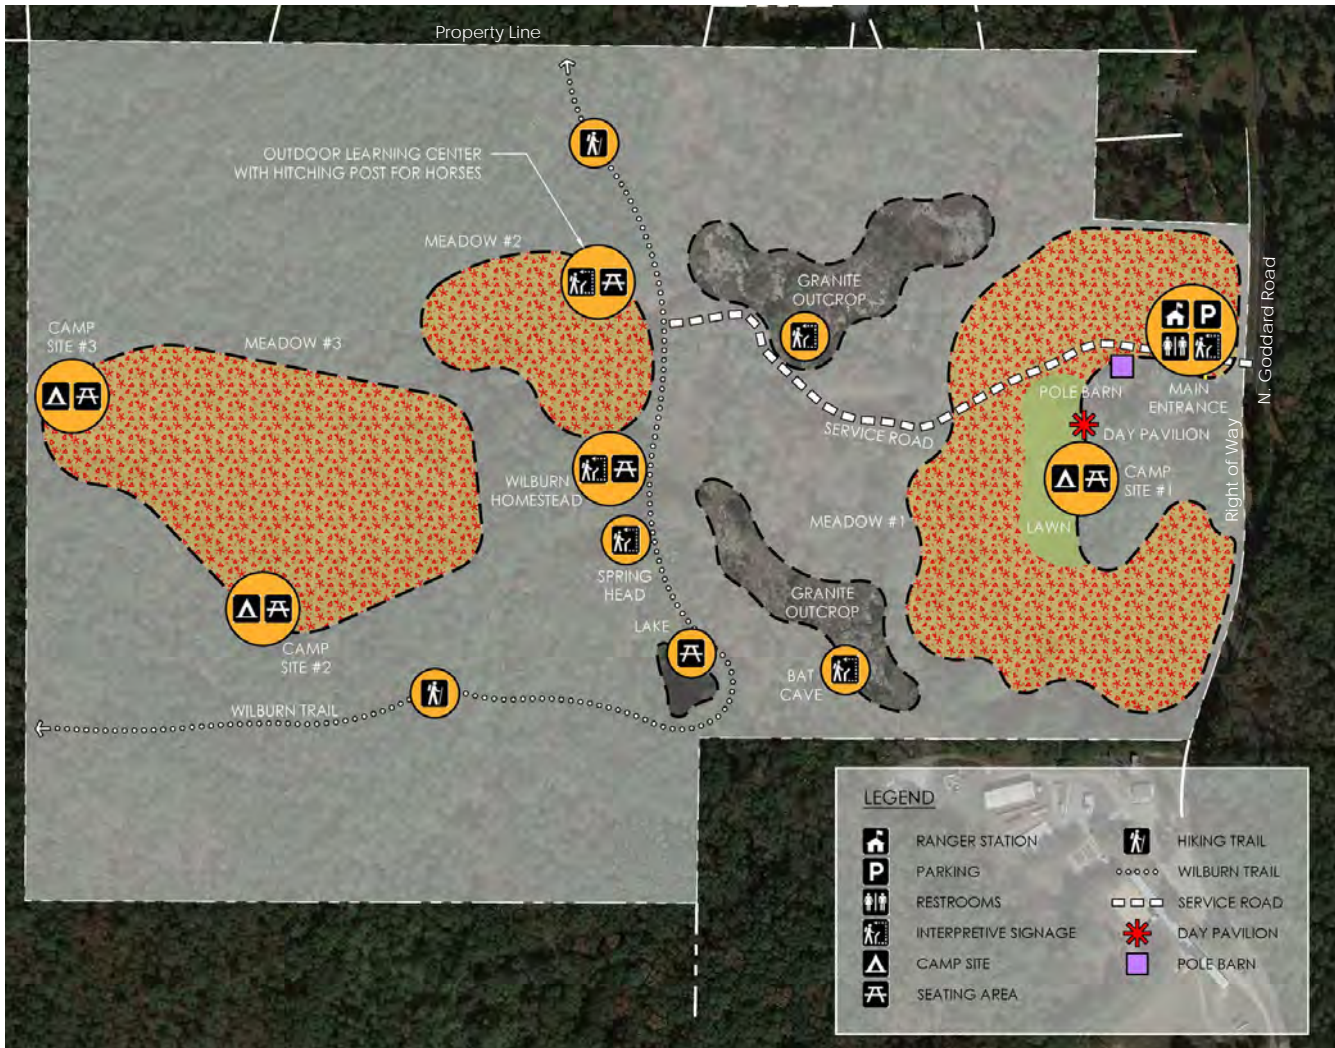 Property Line
OUTDOOR LEARNING CENTER
WITH HITCHING POST FOR HORSES
MEADOW #2
GRANITE
OUTCROP
N. Goddard Road
CAMP
SITE #3
MEADOW #3
P
MAIN
ENTRANCE
POLE BARN
SERVICE ROAD
DAY PAVILION
Right of Way
WILBURN
HOMESTEAD
CAMP
SITE #1
MEADOW #1
LAWN
SPRING
HEAD
GRANITE
OUTCROP
LAKE
CAMP
SITE #2
BAT
CAVE
WILBURN TRAIL
LEGEND
RANGER STATION
P PARKING
RESTROOMS
INTERPRETIVE SIGNAGE
CAMP SITE
SEATING AREA
HIKING TRAIL
WILBURN TRAIL
SERVICE ROAD
DAY PAVILION
POLE BARN